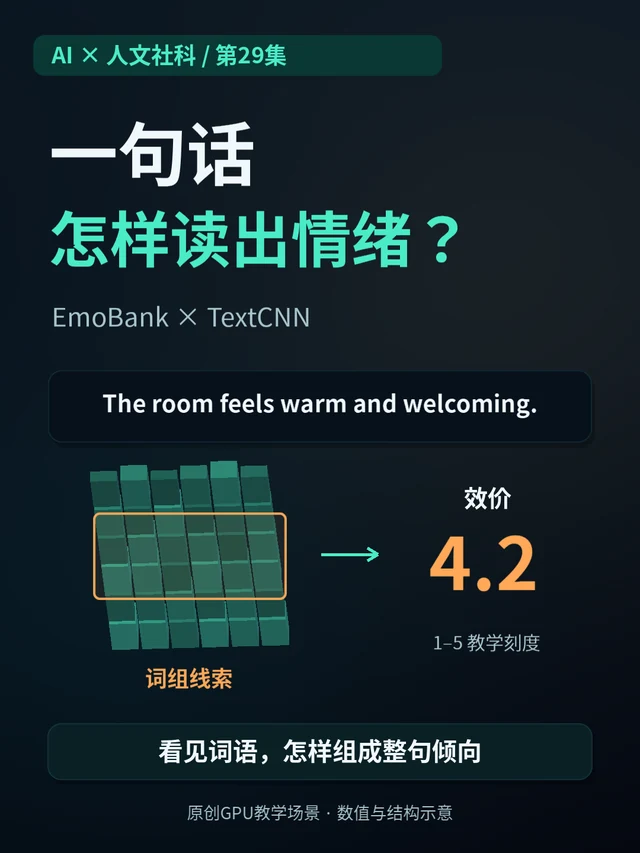 AI × 人文社科 / 第29集
一句话
怎样读出情绪？
EmoBank × TextCNN
The room feels warm and welcoming.
效价
4.2
1–5 教学刻度
词组线索
看见词语，怎样组成整句倾向
原创GPU教学场景 · 数值与结构示意